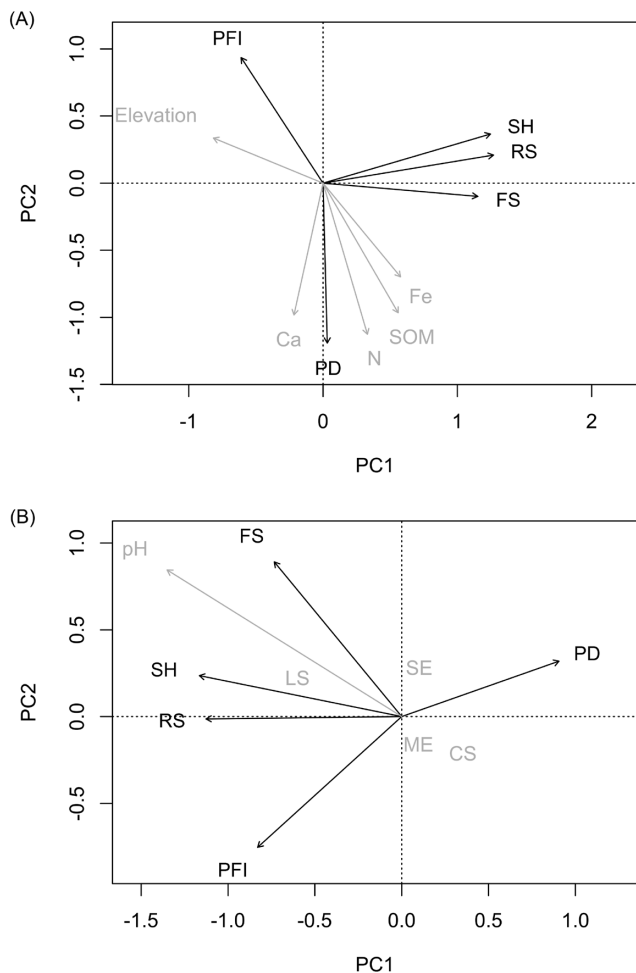 (A)
PFI
Elevation
SH
RS
FS
Fe
SOM
Ca
N
PD
1.0
0.5
0.0
-0.5
-1.0
-1.5
PC2
-1 0 1 2
PC1
(B)
FS
pH
SH
LS
SE
PD
RS
ME
CS
PFI
1.0
0.5
0.0
-0.5
PC2
-1.5 -1.0 -0.5 0.0 0.5 1.0
PC1